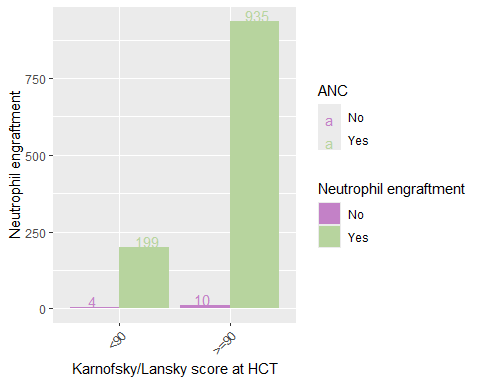 935
ANC
750
a No
a Yes
500
Neutrophil engraftment
Neutrophil engraftment
No
Yes
250
199
4
10
0
<90
>=90
Karnofsky/Lansky score at HCT